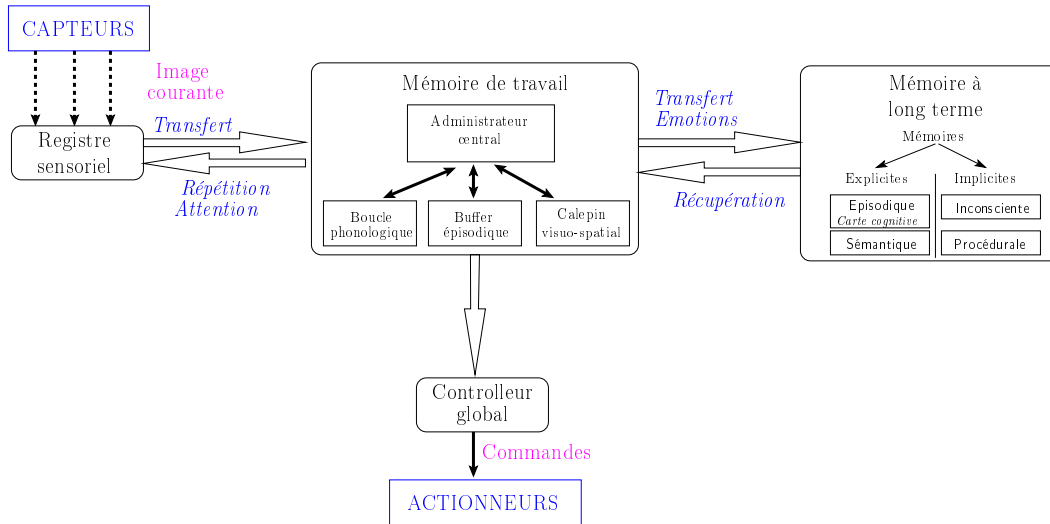 CAPTEURS
Image
courante
Registre
sensoriel
Transfert
Répétition
Attention
Mémoire de travail
Administrateur
central
Boucle
phonologique
Buffer
épisodique
Calepin
visuo-spatial
Transfert
Emotions
Récupération
Mémoire à
long terme
Mémoires
Explicites
Implicites
Episodique
Carte cognitive
Sémantique
Inconsciente
Procédurale
Controlleur
global
Commandes
ACTIONNEURS